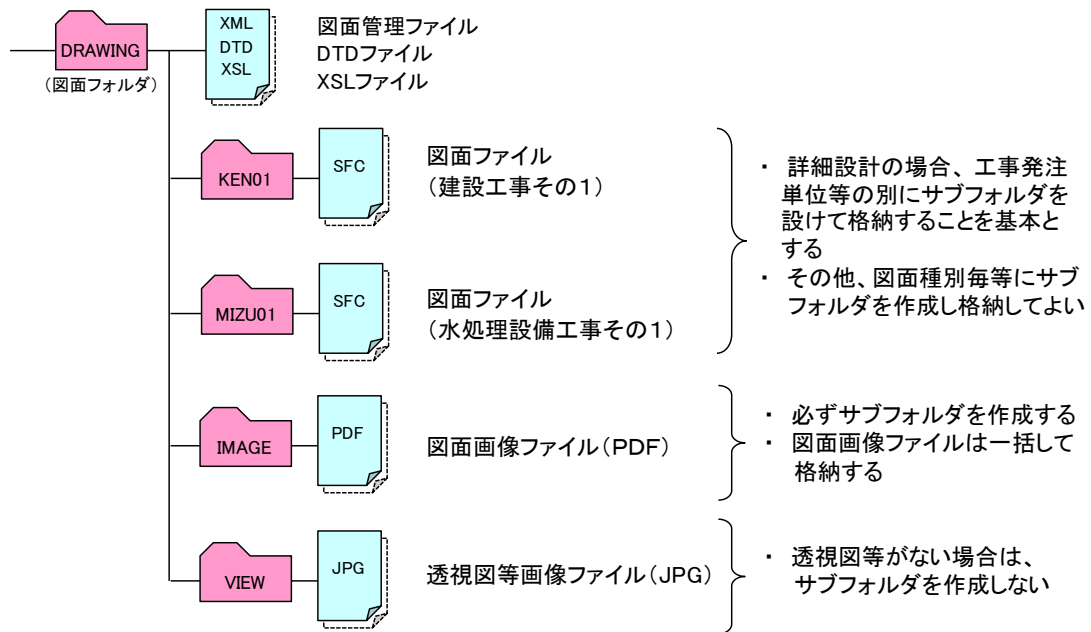 DRAWING
(図面フォルダ)
XML
DTD
XSL
図面管理ファイル
DTDファイル
XSLファイル
KEN01
SFC
図面ファイル
(建設工事その1)
MIZU01
SFC
図面ファイル
(水処理設備工事その1)
・ 詳細設計の場合、工事発注
単位等の別にサブフォルダを
設けて格納することを基本と
する
・ その他、図面種別毎等にサブ
フォルダを作成し格納してよい
IMAGE
PDF
図面画像ファイル(PDF)
・ 必ずサブフォルダを作成する
・ 図面画像ファイルは一括して
格納する
VIEW
JPG
透視図等画像ファイル(JPG)
・ 透視図等がない場合は、
サブフォルダを作成しない